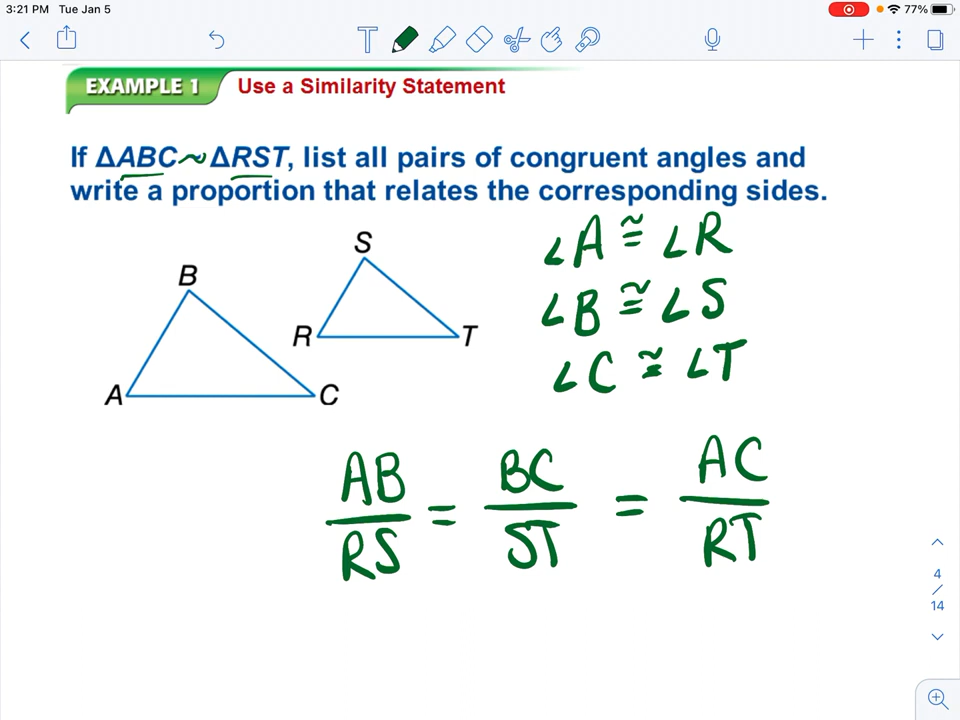 3:21 PM Tue Jan 5 77%
T
EXAMPLE 1 Use a Similarity Statement
If ΔABC ~ ΔRST, list all pairs of congruent angles and
write a proportion that relates the corresponding sides.
∠A ≅ ∠R
∠B ≅ ∠S
∠C ≅ ∠T
S
B
R T
A C
AB/RS = BC/ST = AC/RT
4
/
14